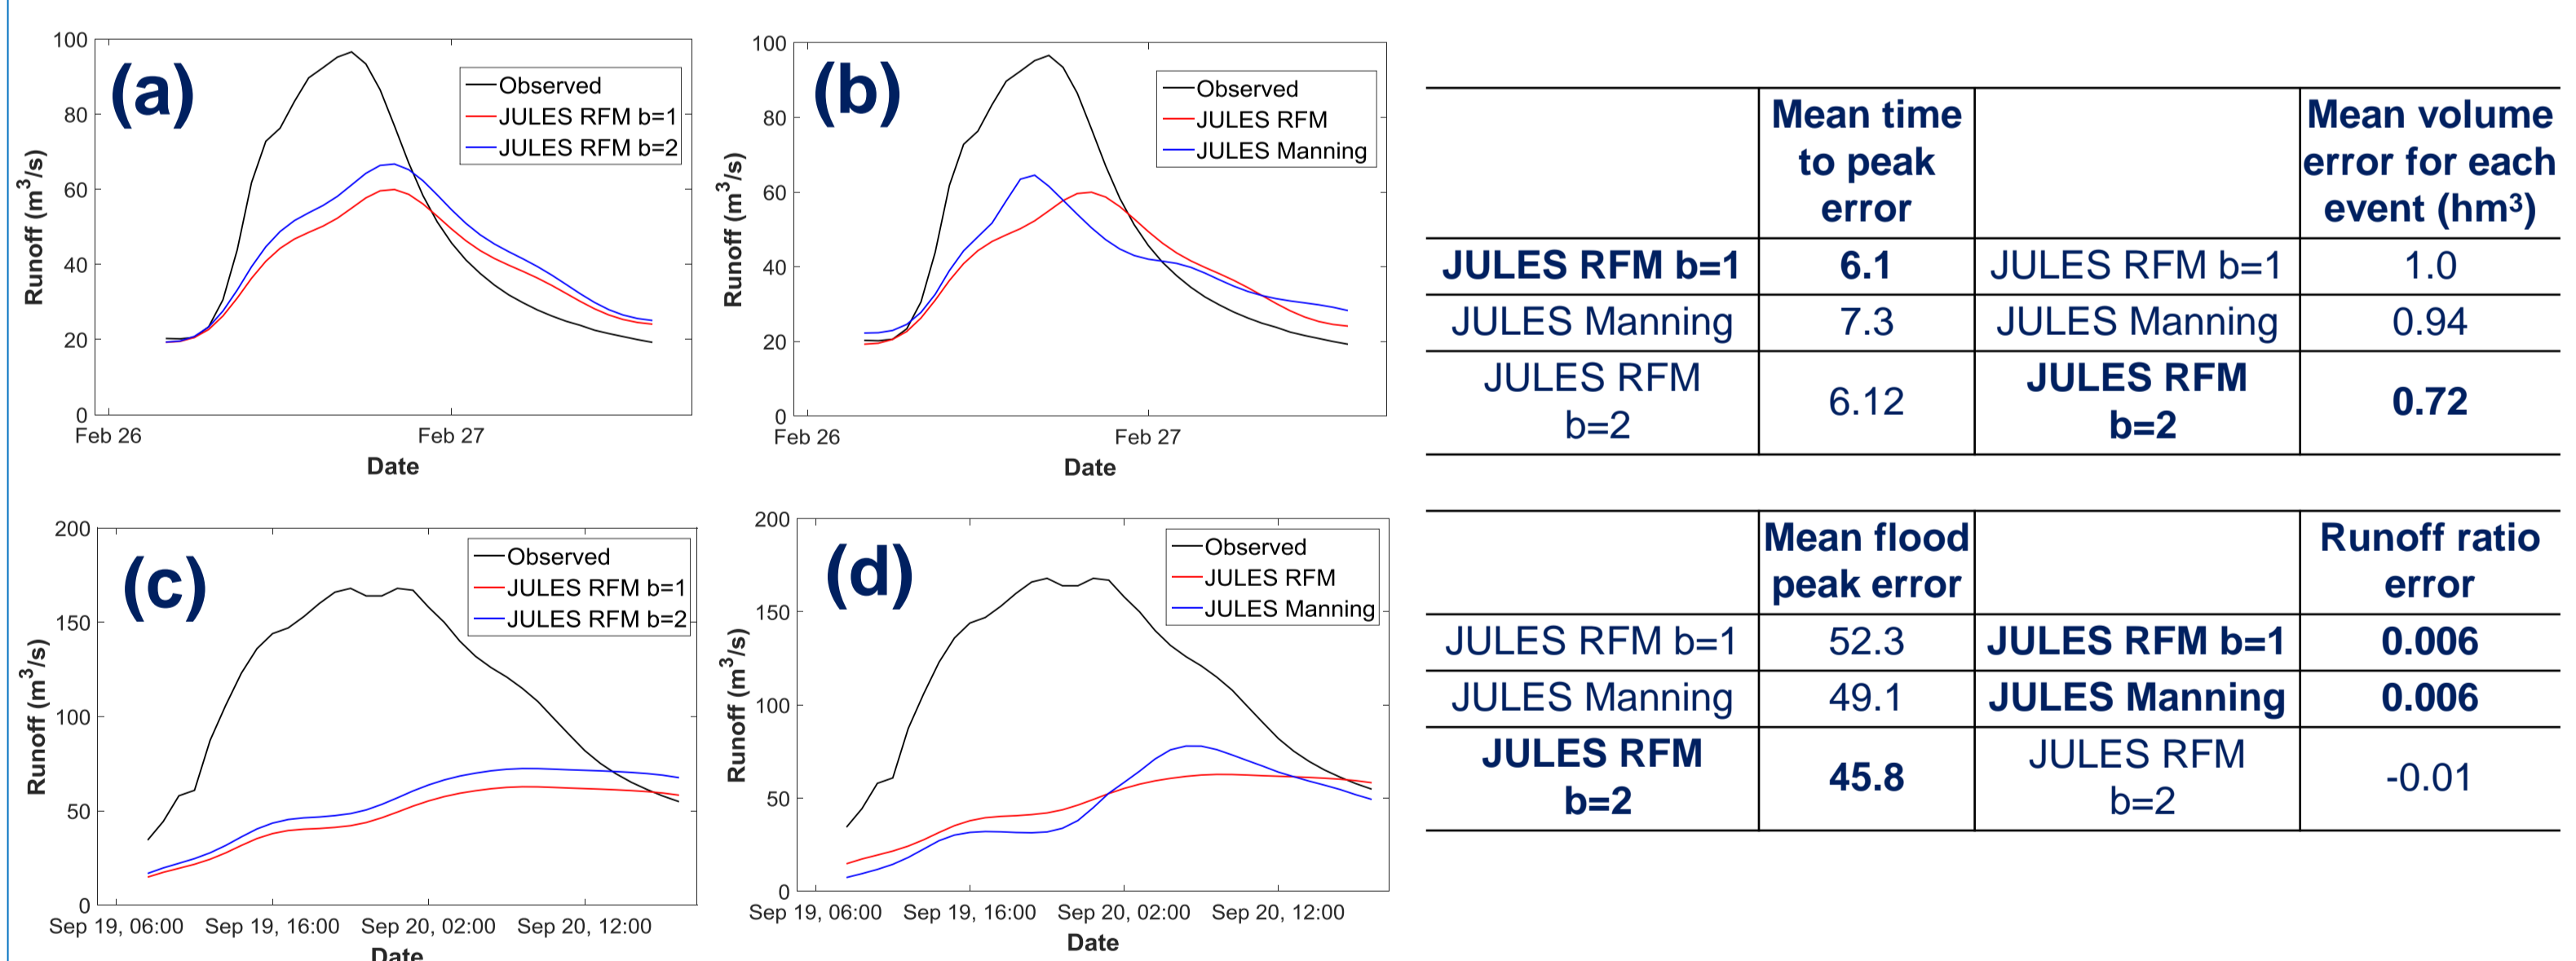 (a)
100
80
60
40
20
0
Runoff (m³/s)
Observed
JULES RFM b=1
JULES RFM b=2
Feb 26
Feb 27
Date
(b)
100
80
60
40
20
0
Runoff (m³/s)
Observed
JULES RFM
JULES Manning
Feb 26
Feb 27
Date
Mean time
to peak
error
Mean volume
error for each
event (hm³)
JULES RFM b=1 6.1 JULES RFM b=1 1.0
JULES Manning 7.3 JULES Manning 0.94
JULES RFM
b=2
6.12
JULES RFM
b=2
0.72
(c)
200
150
100
50
0
Runoff (m³/s)
Observed
JULES RFM b=1
JULES RFM b=2
Sep 19, 06:00 Sep 19, 16:00 Sep 20, 02:00 Sep 20, 12:00
Date
(d)
200
150
100
50
0
Runoff (m³/s)
Observed
JULES RFM
JULES Manning
Sep 19, 06:00 Sep 19, 16:00 Sep 20, 02:00 Sep 20, 12:00
Date
Mean flood
peak error
Runoff ratio
error
JULES RFM b=1 52.3 JULES RFM b=1 0.006
JULES Manning 49.1 JULES Manning 0.006
JULES RFM
b=2
45.8
JULES RFM
b=2
-0.01